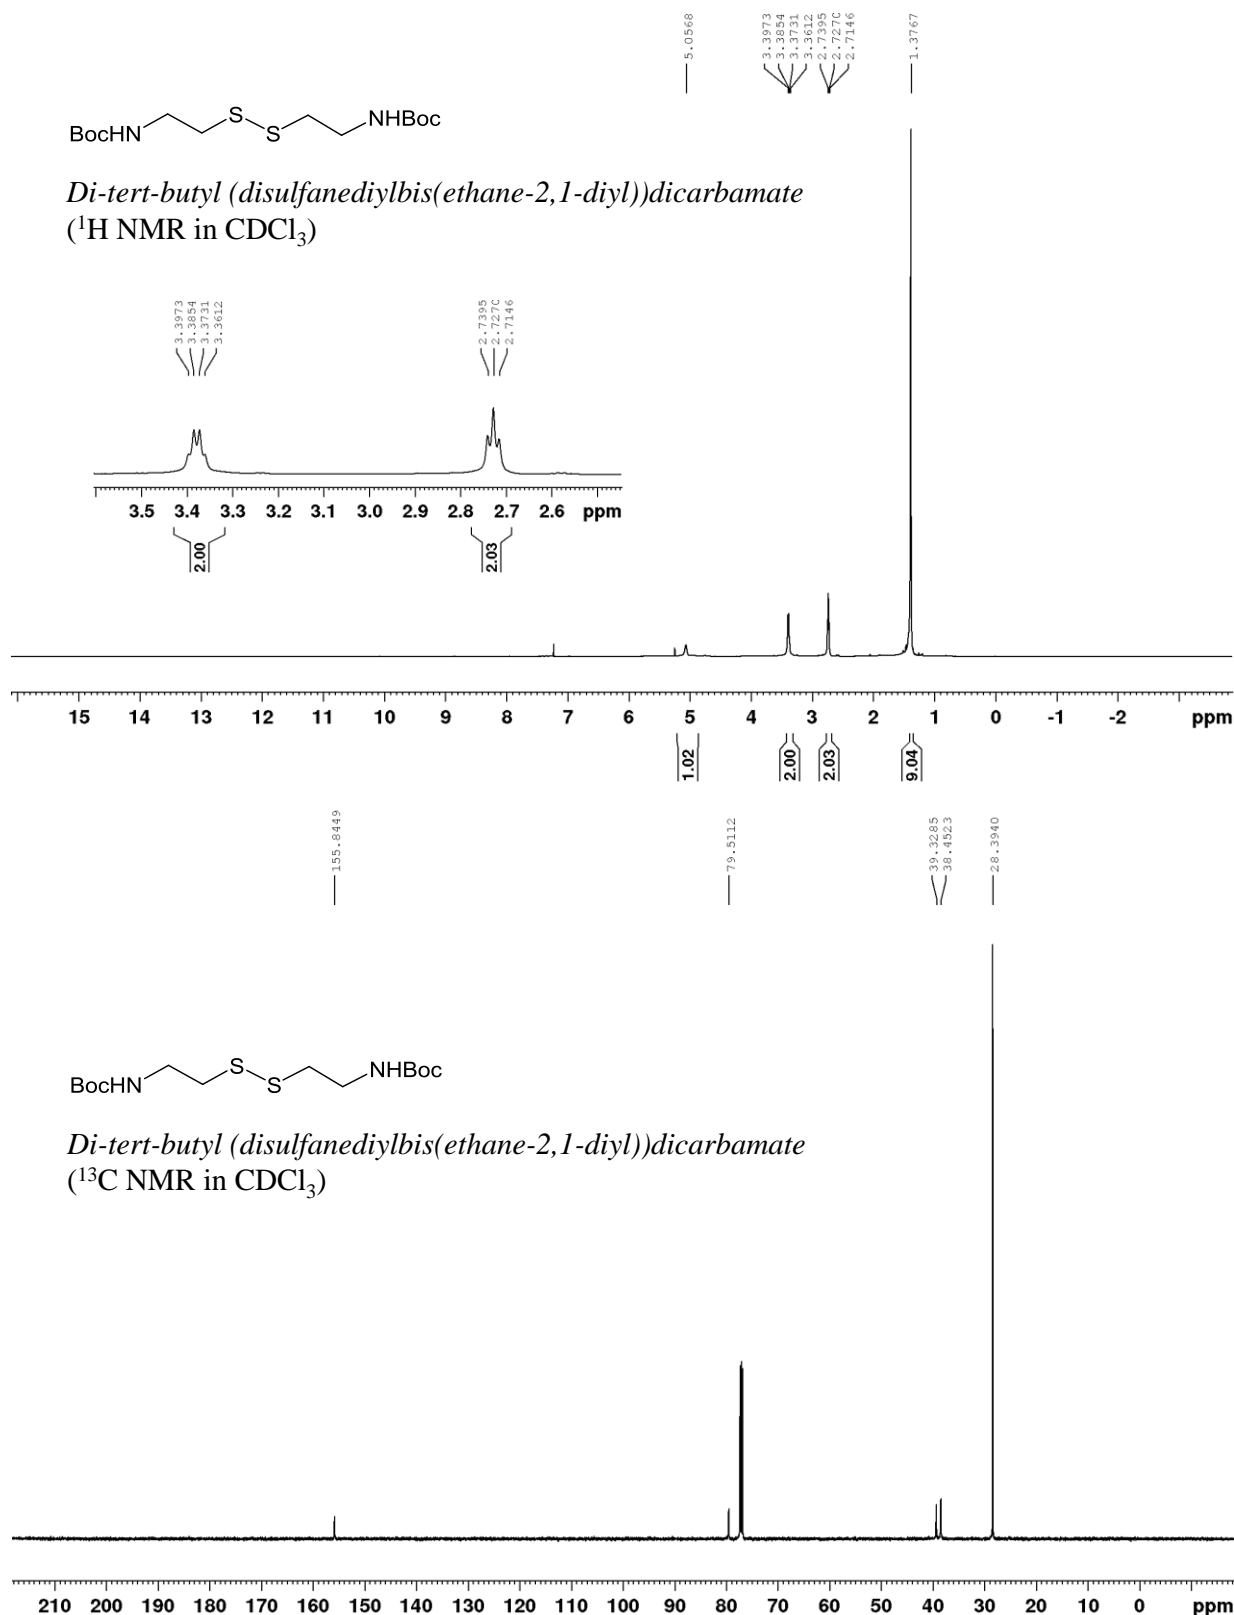 5.0568
3.3973
3.3854
3.3731
3.3612
2.7395
2.727C
2.7146
1.3767
BocHN S S NHBoc
Di-tert-butyl (disulfanediylbis(ethane-2,1-diyl))dicarbamate
(¹H NMR in CDCl₃)
3.3973
3.3854
3.3731
3.3612
2.7395
2.727C
2.7146
3.5 3.4 3.3 3.2 3.1 3.0 2.9 2.8 2.7 2.6 ppm
2.00 2.03
15 14 13 12 11 10 9 8 7 6 5 4 3 2 1 0 -1 -2 ppm
1.02 2.00 2.03 9.04
155.8449
79.5112
39.3285
38.4523
28.3940
BocHN S S NHBoc
Di-tert-butyl (disulfanediylbis(ethane-2,1-diyl))dicarbamate
(¹³C NMR in CDCl₃)
210 200 190 180 170 160 150 140 130 120 110 100 90 80 70 60 50 40 30 20 10 0 ppm